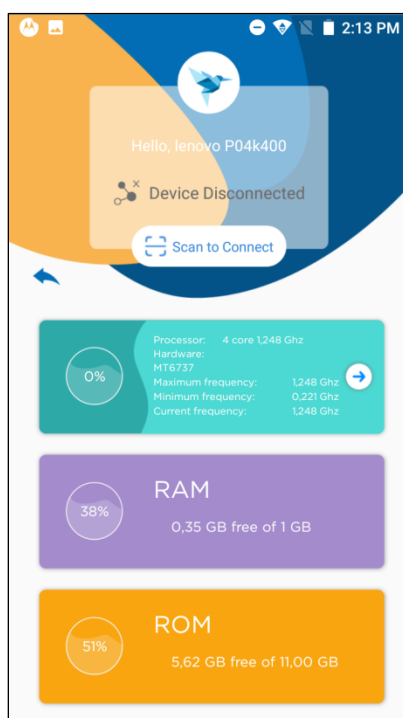 2:13 PM
Hello, lenovo P04k400
Device Disconnected
Scan to Connect
0%
Processor: 4 core 1,248 Ghz
Hardware:
MT6737
Maximum frequency: 1,248 Ghz
Minimum frequency: 0,221 Ghz
Current frequency: 1,248 Ghz
RAM
38%
0,35 GB free of 1 GB
ROM
51%
5,62 GB free of 11,00 GB